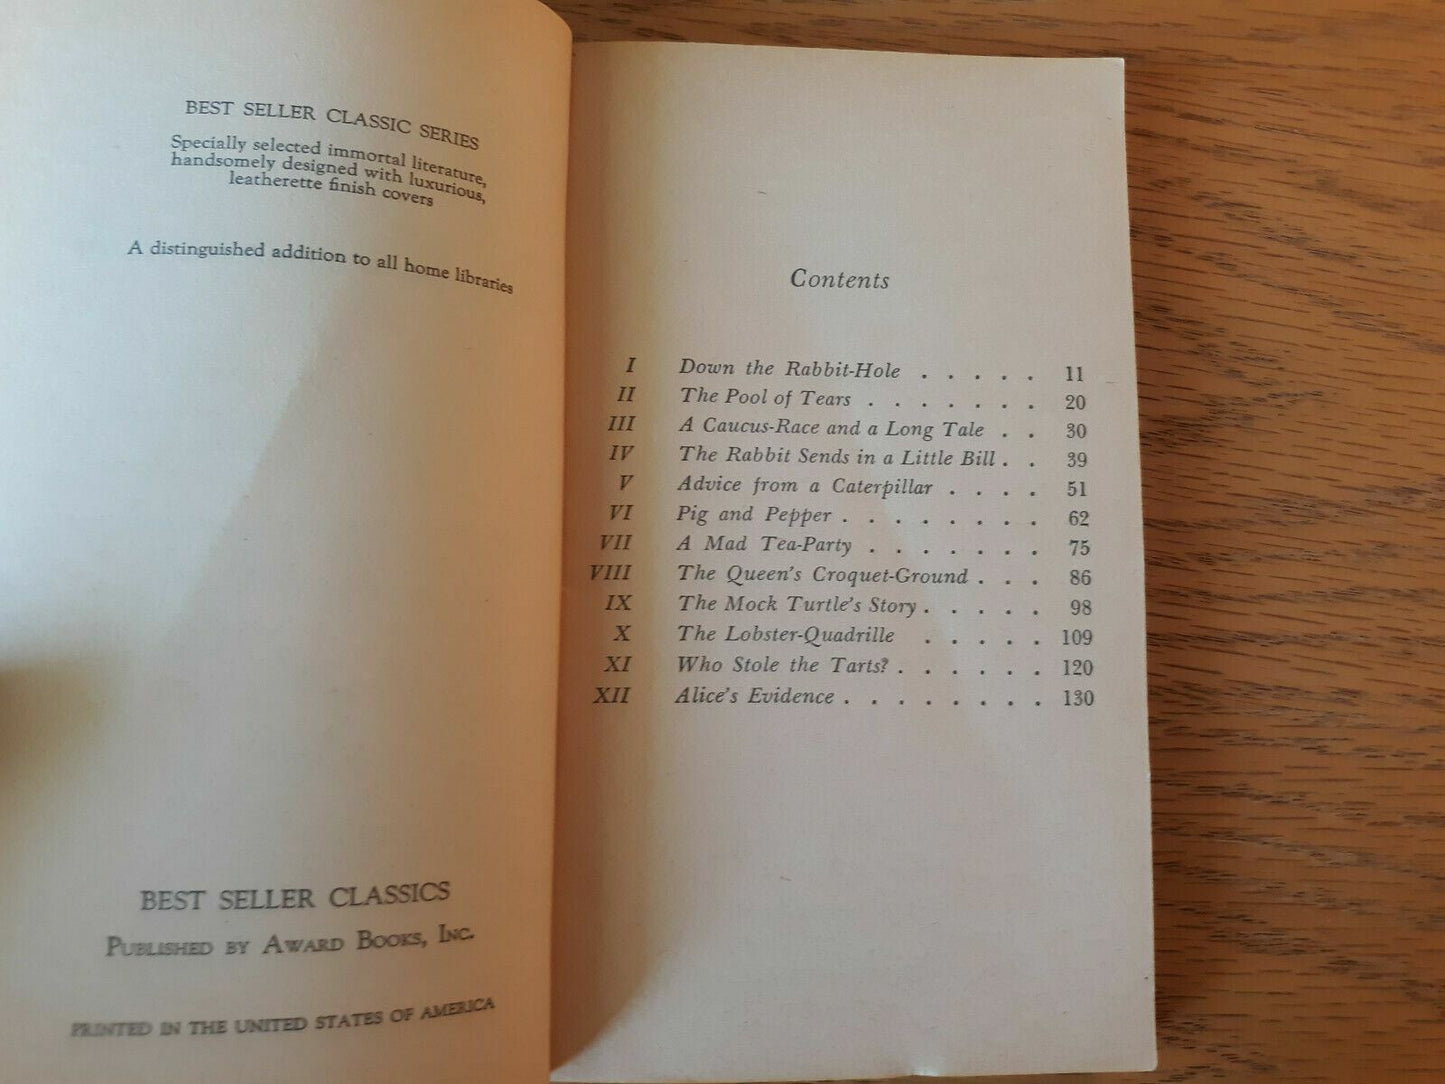 BEST SELLER CLASSIC SERIES
Specially selected immortal literature,
handsomely designed with luxurious,
leatherette finish covers
A distinguished addition to all home libraries
BEST SELLER CLASSICS
PUBLISHED BY AWARD BOOKS, INC.
PRINTED IN THE UNITED STATES OF AMERICA
Contents
I Down the Rabbit-Hole . . . . . 11
II The Pool of Tears . . . . . . . 20
III A Caucus-Race and a Long Tale . . 30
IV The Rabbit Sends in a Little Bill . . 39
V Advice from a Caterpillar . . . . 51
VI Pig and Pepper . . . . . . . . 62
VII A Mad Tea-Party . . . . . . . 75
VIII The Queen's Croquet-Ground . . . 86
IX The Mock Turtle's Story . . . . . 98
X The Lobster-Quadrille . . . . . 109
XI Who Stole the Tarts? . . . . . . 120
XII Alice's Evidence . . . . . . . . 130